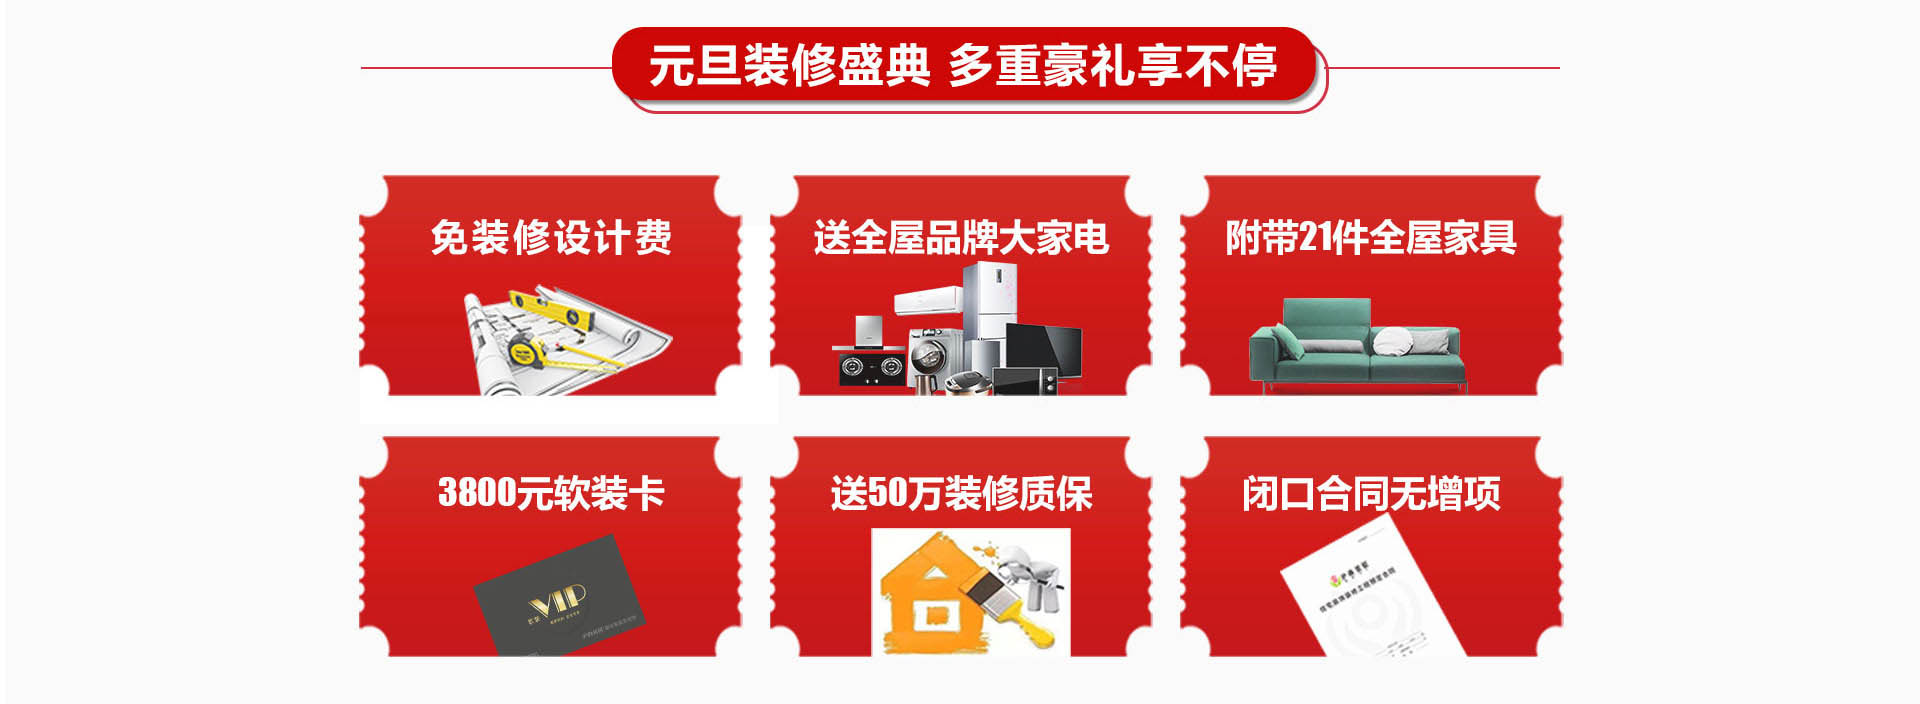 元旦装修盛典 多重豪礼享不停
免装修设计费
送全屋品牌大家电
附带21件全屋家具
3800元软装卡
送50万装修质保
闭口合同无增项
VIP